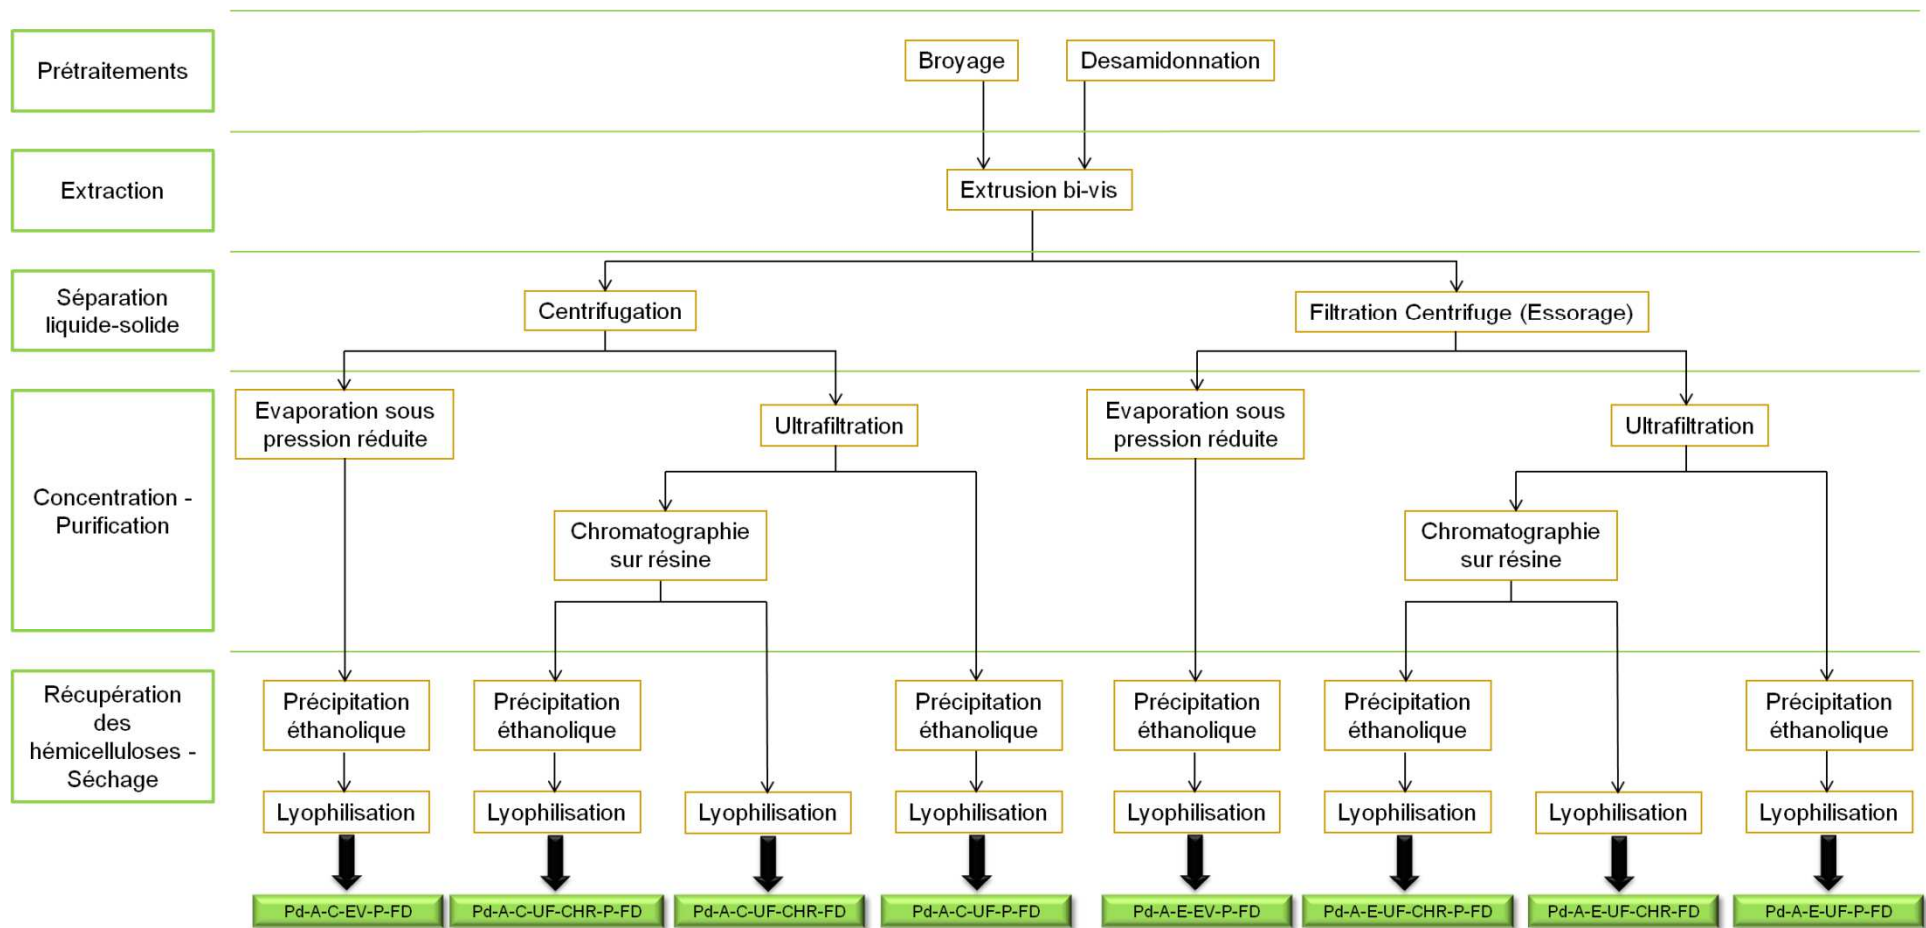 Prétraitements
Broyage
Desamidonnation
Extraction
Extrusion bi-vis
Séparation
liquide-solide
Centrifugation
Filtration Centrifuge (Essorage)
Concentration -
Purification
Evaporation sous
pression réduite
Ultrafiltration
Evaporation sous
pression réduite
Ultrafiltration
Chromatographie
sur résine
Chromatographie
sur résine
Récupération
des
hémicelluloses -
Séchage
Précipitation
éthanolique
Précipitation
éthanolique
Précipitation
éthanolique
Précipitation
éthanolique
Précipitation
éthanolique
Précipitation
éthanolique
Lyophilisation
Lyophilisation
Lyophilisation
Lyophilisation
Lyophilisation
Lyophilisation
Lyophilisation
Lyophilisation
Pd-A-C-EV-P-FD
Pd-A-C-UF-CHR-P-FD
Pd-A-C-UF-CHR-FD
Pd-A-C-UF-P-FD
Pd-A-E-EV-P-FD
Pd-A-E-UF-CHR-P-FD
Pd-A-E-UF-CHR-FD
Pd-A-E-UF-P-FD